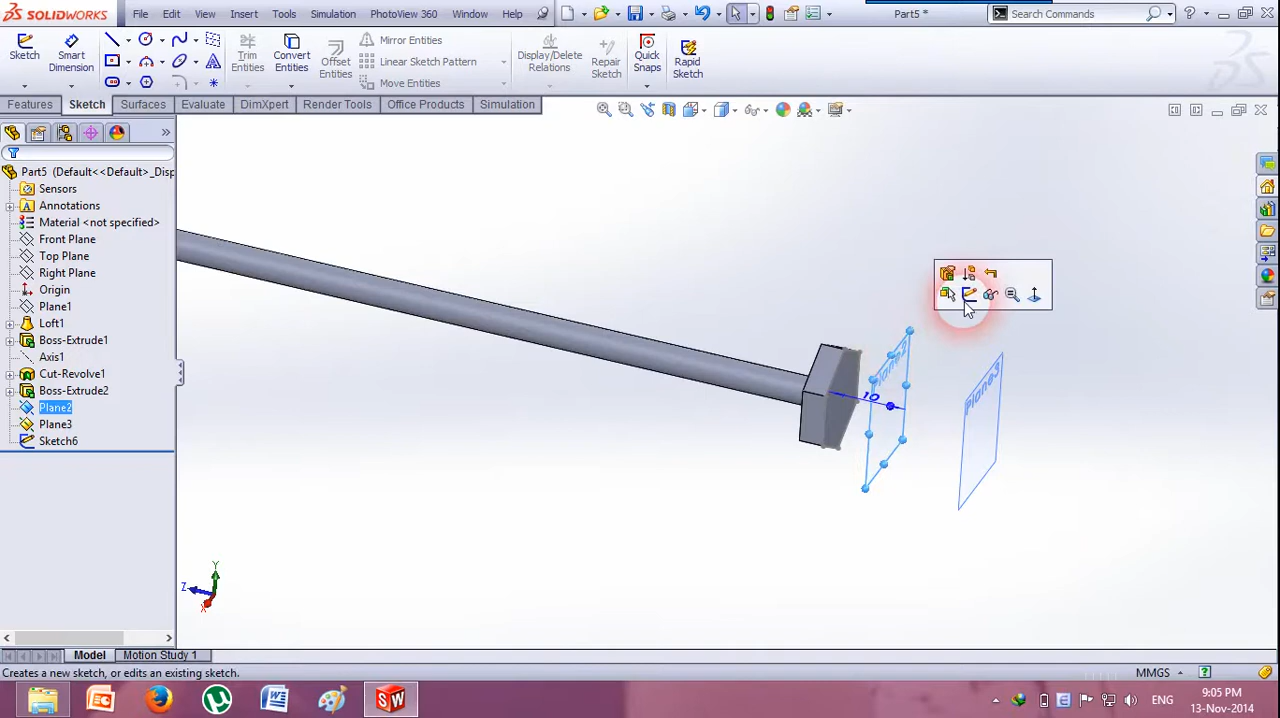 SOLIDWORKS File Edit View Insert Tools Simulation PhotoView 360 Window Help Part5 * Search Commands
Sketch Smart Dimension Trim Entities Convert Entities Offset Entities Mirror Entities Linear Sketch Pattern Move Entities Display/Delete Relations Repair Sketch Quick Snaps Rapid Sketch
Features Sketch Surfaces Evaluate DimXpert Render Tools Office Products Simulation
Part5 (Default<<Default>_Disp
Sensors
Annotations
Material <not specified>
Front Plane
Top Plane
Right Plane
Origin
Plane1
Loft1
Boss-Extrude1
Axis1
Cut-Revolve1
Boss-Extrude2
Plane2
Plane3
Sketch6
Plane2
10
Plane3
Y
Z
X
Model Motion Study 1
Creates a new sketch, or edits an existing sketch. MMGS
ENG 9:05 PM
13-Nov-2014